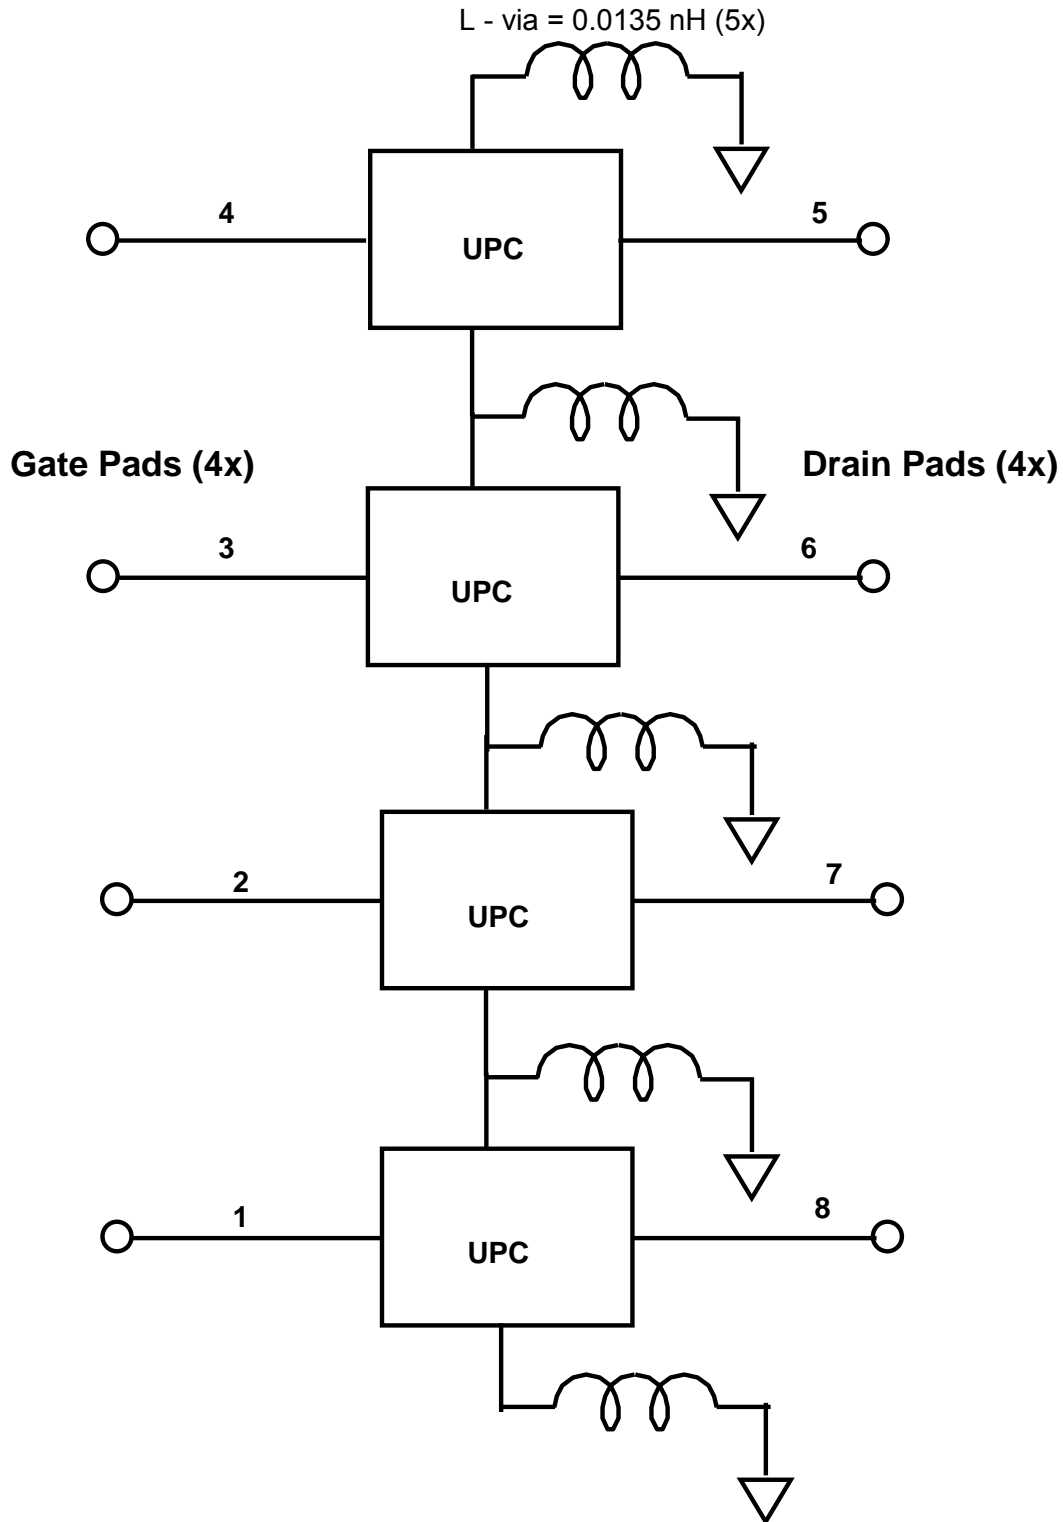 L - via = 0.0135 nH (5x)
4
5
UPC
Gate Pads (4x)
Drain Pads (4x)
3
6
UPC
2
7
UPC
1
8
UPC